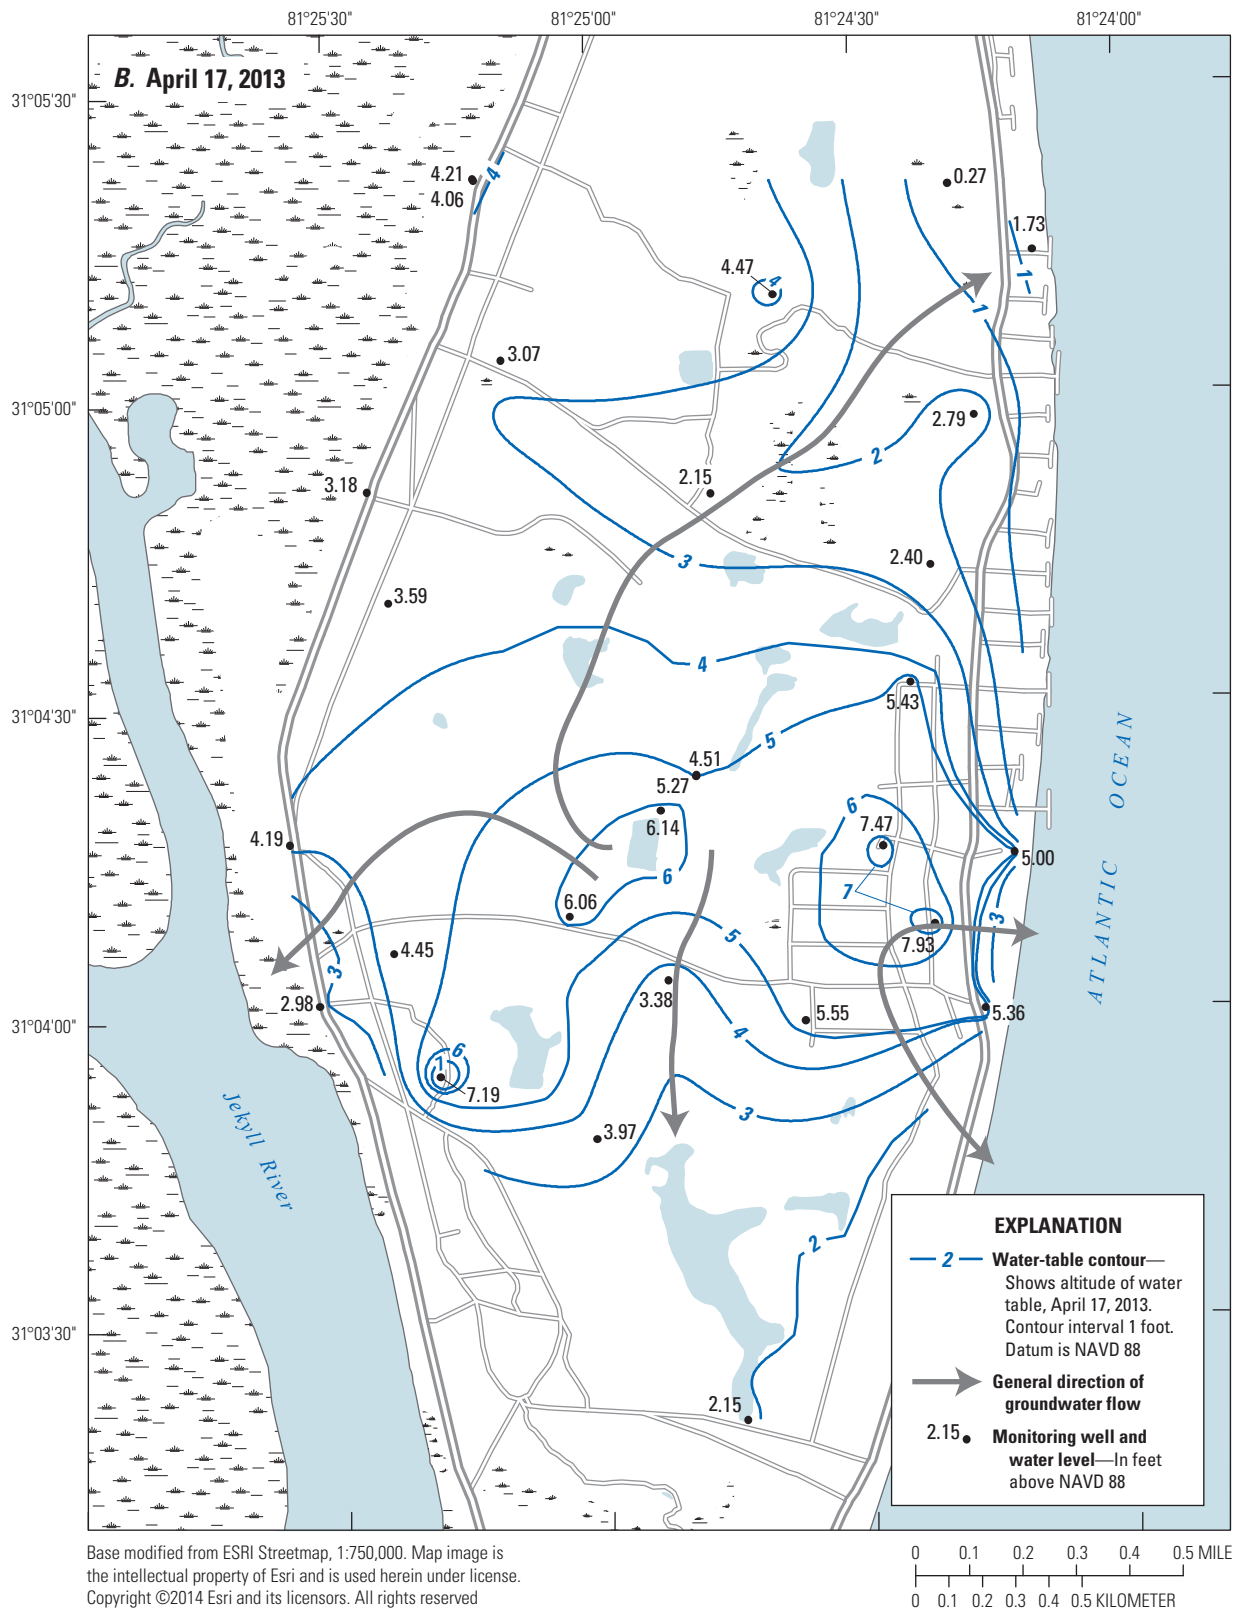 81°25'30" 81°25'00" 81°24'30" 81°24'00"
B. April 17, 2013
31°05'30"
4.21
4.06
4
0.27
1.73
4.47
4
1
1
3.07
31°05'00"
2.79
2
3.18
2.15
3
2.40
3.59
4
5.43
31°04'30"
5
4.51
5.27
6
6.14
7.47
4.19
5.00
6
7
6.06
3
5
7.93
4.45
3
3.38
2.98
5.55
5.36
31°04'00"
4
6
7
7.19
3
3.97
ATLANTIC OCEAN
Jekyll River
2
31°03'30"
2.15
EXPLANATION
2 Water-table contour—
Shows altitude of water
table, April 17, 2013.
Contour interval 1 foot.
Datum is NAVD 88
General direction of
groundwater flow
2.15 Monitoring well and
water level—In feet
above NAVD 88
Base modified from ESRI Streetmap, 1:750,000. Map image is
the intellectual property of Esri and is used herein under license.
Copyright ©2014 Esri and its licensors. All rights reserved
0 0.1 0.2 0.3 0.4 0.5 MILE
0 0.1 0.2 0.3 0.4 0.5 KILOMETER